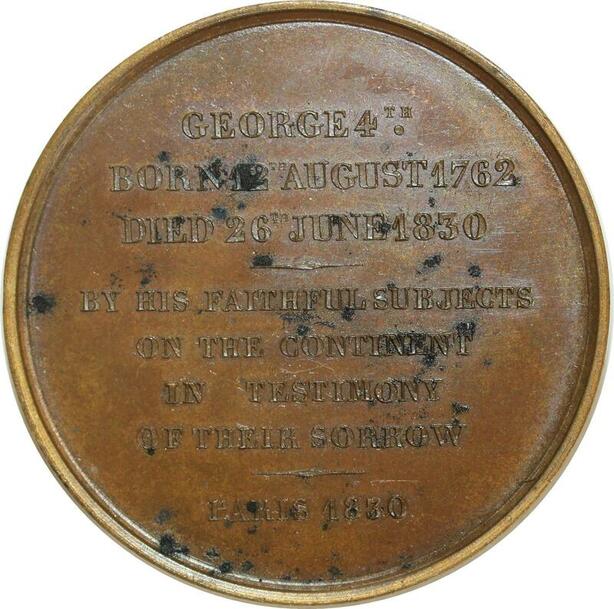 GEORGE 4TH.
BORN 12TH AUGUST 1762
DIED 26TH JUNE 1830
BY HIS FAITHFUL SUBJECTS
ON THE CONTINENT
IN TESTIMONY
OF THEIR SORROW
PARIS 1830